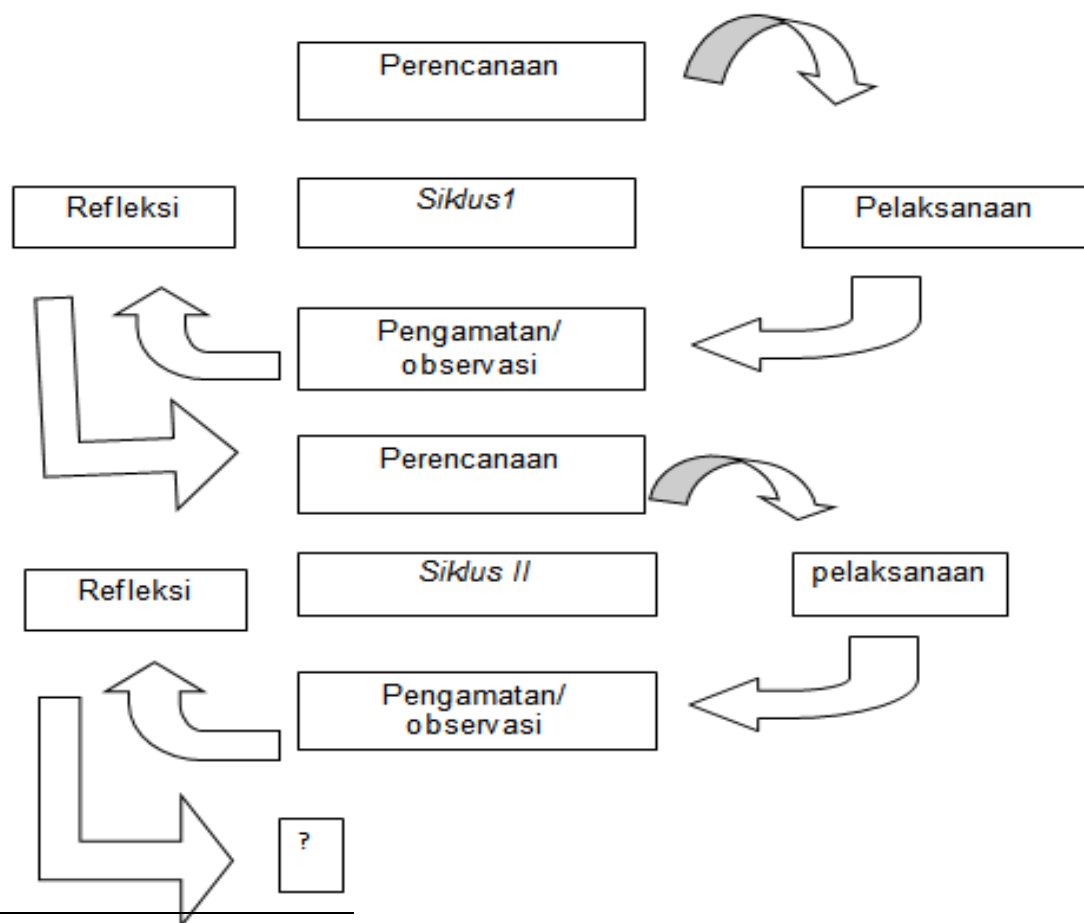 Perencanaan
Refleksi
Siklus1
Pelaksanaan
Pengamatan/
observasi
Perencanaan
Refleksi
Siklus II
pelaksanaan
Pengamatan/
observasi
?